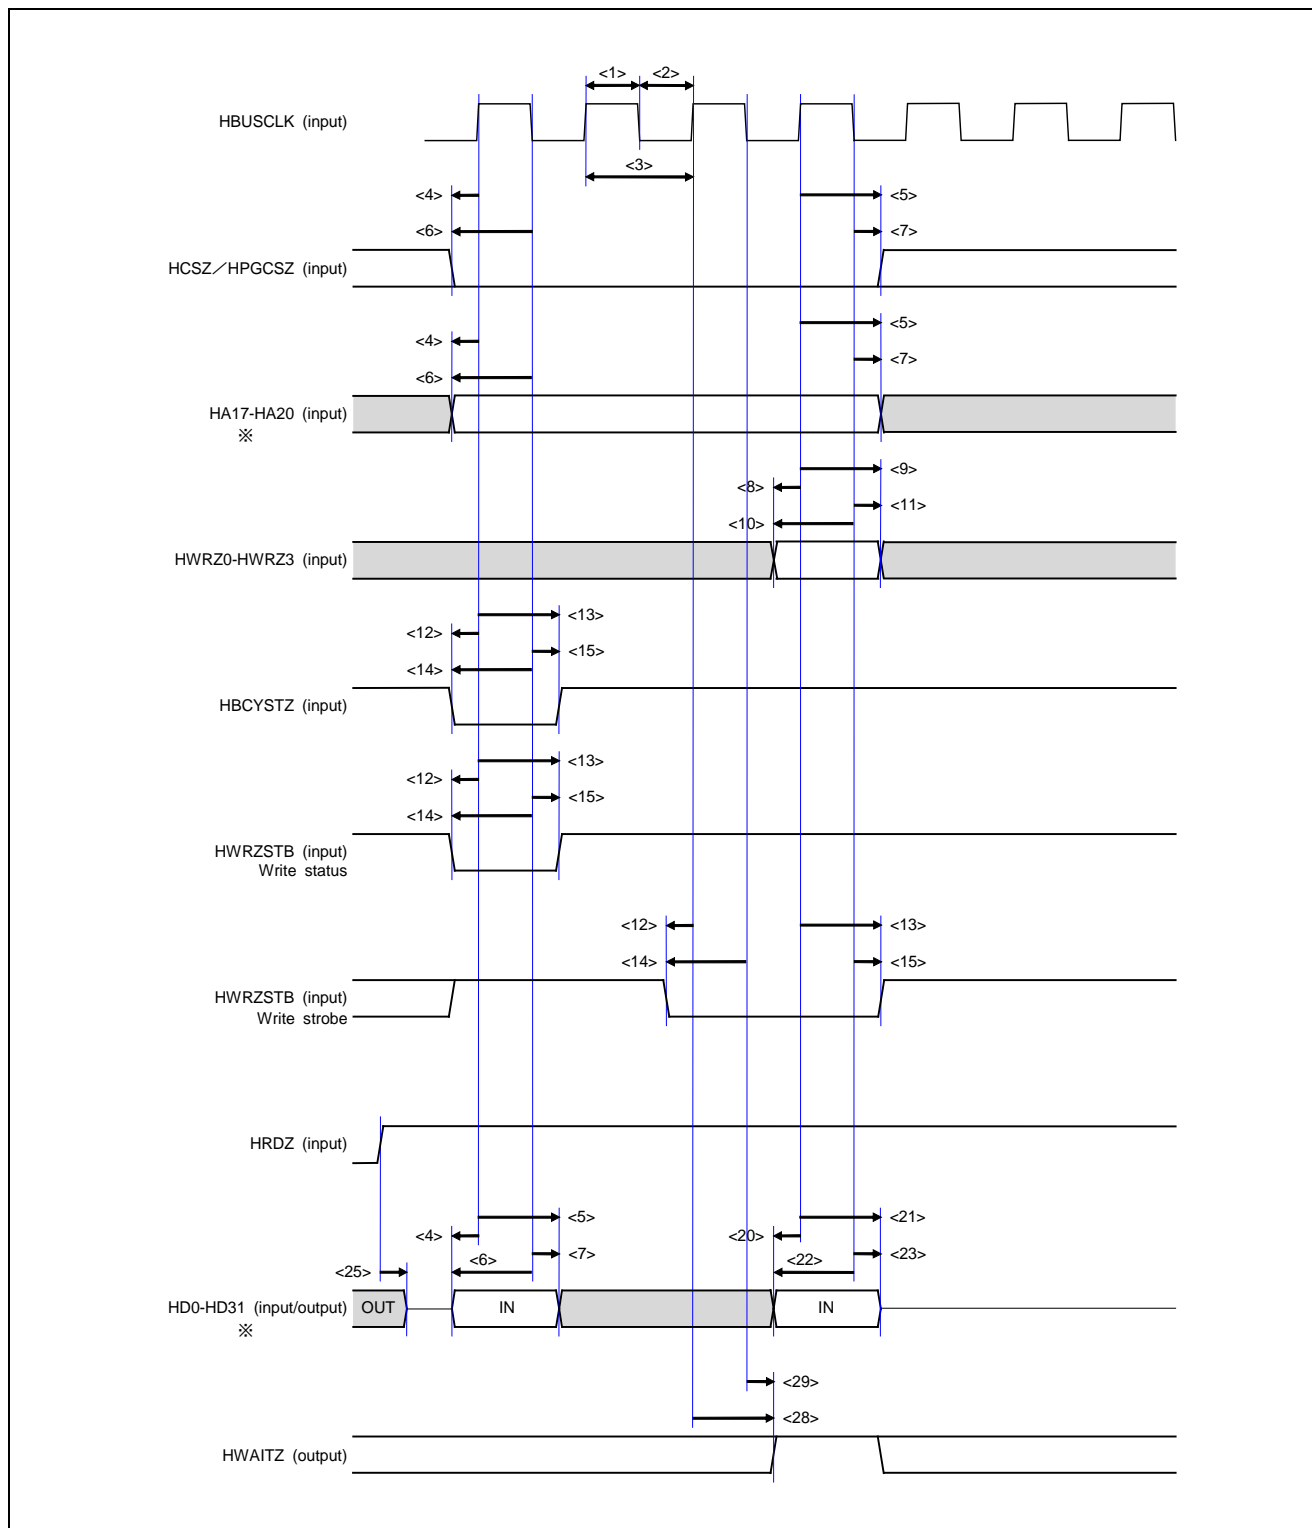 <1> <2>
HBUSCLK (input)
<3>
<4> <5>
<6> <7>
HCSZ／HPGCSZ (input)
<5>
<4>
<7>
<6>
HA17-HA20 (input)
※
<9>
<8>
<11>
<10>
HWRZ0-HWRZ3 (input)
<13>
<12>
<15>
<14>
HBCYSTZ (input)
<13>
<12>
<15>
<14>
HWRZSTB (input)
Write status
<12> <13>
<14> <15>
HWRZSTB (input)
Write strobe
HRDZ (input)
<5> <21>
<4> <20>
<7> <23>
<6> <22>
<25>
HD0-HD31 (input/output) OUT IN IN
※
<29>
<28>
HWAITZ (output)